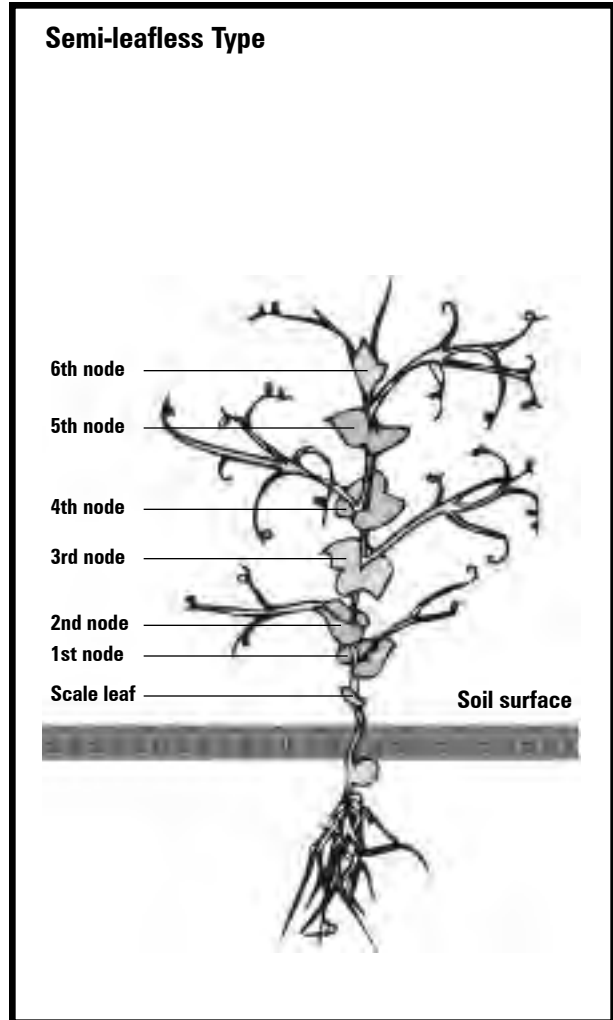 Semi-leafless Type
6th node
5th node
4th node
3rd node
2nd node
1st node
Scale leaf
Soil surface